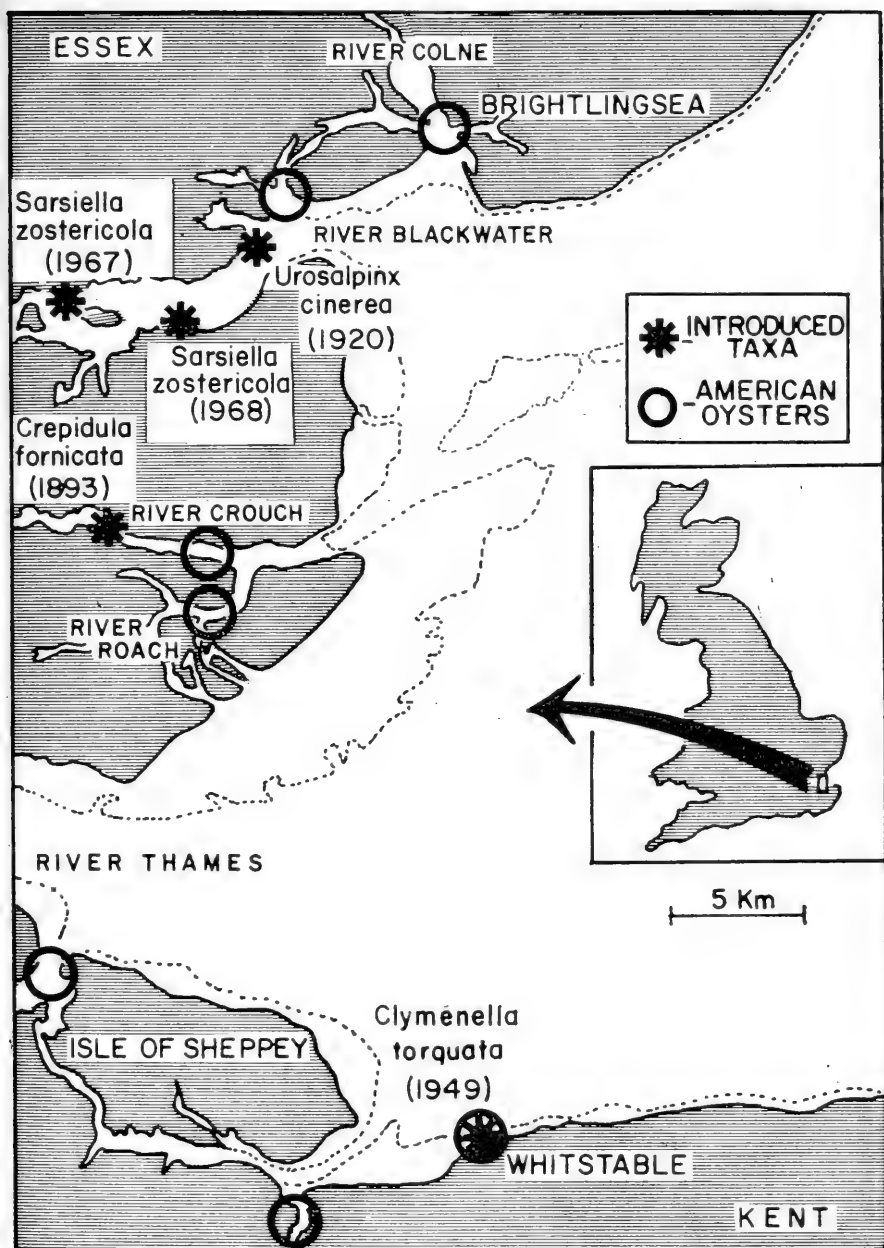 ESSEX
RIVER COLNE
BRIGHTLINGSEA
Sarsiella
zostericola
(1967)
RIVER BLACKWATER
Urosalpinx
cinerea
(1920)
Sarsiella
zostericola
(1968)
-INTRODUCED
TAXA
-AMERICAN
OYSTERS
Crepidula
fornicata
(1893)
RIVER CROUCH
RIVER
ROACH
RIVER THAMES
5 Km
Clymenella
torquata
(1949)
ISLE OF SHEPPEY
WHITSTABLE
KENT